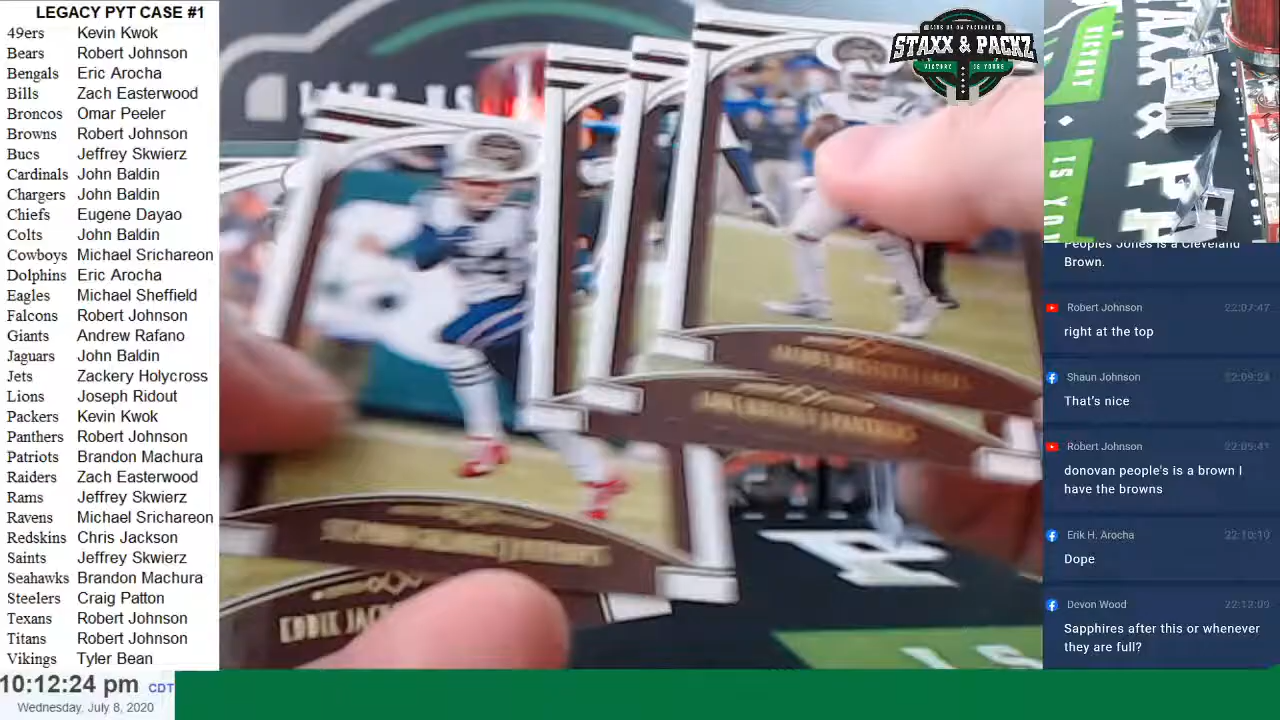 LEGACY PYT CASE #1
49ers Kevin Kwok
Bears Robert Johnson
Bengals Eric Arocha
Bills Zach Easterwood
Broncos Omar Peeler
Browns Robert Johnson
Bucs Jeffrey Skwierz
Cardinals John Baldin
Chargers John Baldin
Chiefs Eugene Dayao
Colts John Baldin
Cowboys Michael Srichareon
Dolphins Eric Arocha
Eagles Michael Sheffield
Falcons Robert Johnson
Giants Andrew Rafano
Jaguars John Baldin
Jets Zackery Holycross
Lions Joseph Ridout
Packers Kevin Kwok
Panthers Robert Johnson
Patriots Brandon Machura
Raiders Zach Easterwood
Rams Jeffrey Skwierz
Ravens Michael Srichareon
Redskins Chris Jackson
Saints Jeffrey Skwierz
Seahawks Brandon Machura
Steelers Craig Patton
Texans Robert Johnson
Titans Robert Johnson
Vikings Tyler Bean
10:12:24 pm CDT
Wednesday, July 8, 2020
STAXX & PACKZ
VICTORY IS YOURS
EDDIE
PANTHERS
VICTORY
IS YOU
Peoples Jones is a Cleveland
Brown.
Robert Johnson 22:07:47
right at the top
Shaun Johnson 22:09:24
That's nice
Robert Johnson 22:09:41
donovan people's is a brown I
have the browns
Erik H. Arocha 22:10:10
Dope
Devon Wood 22:12:09
Sapphires after this or whenever
they are full?